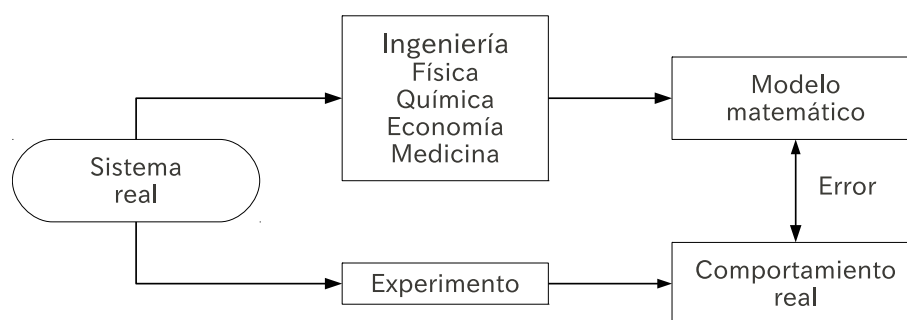 Sistema
real
Ingeniería
Física
Química
Economía
Medicina
Modelo
matemático
Error
Experimento
Comportamiento
real